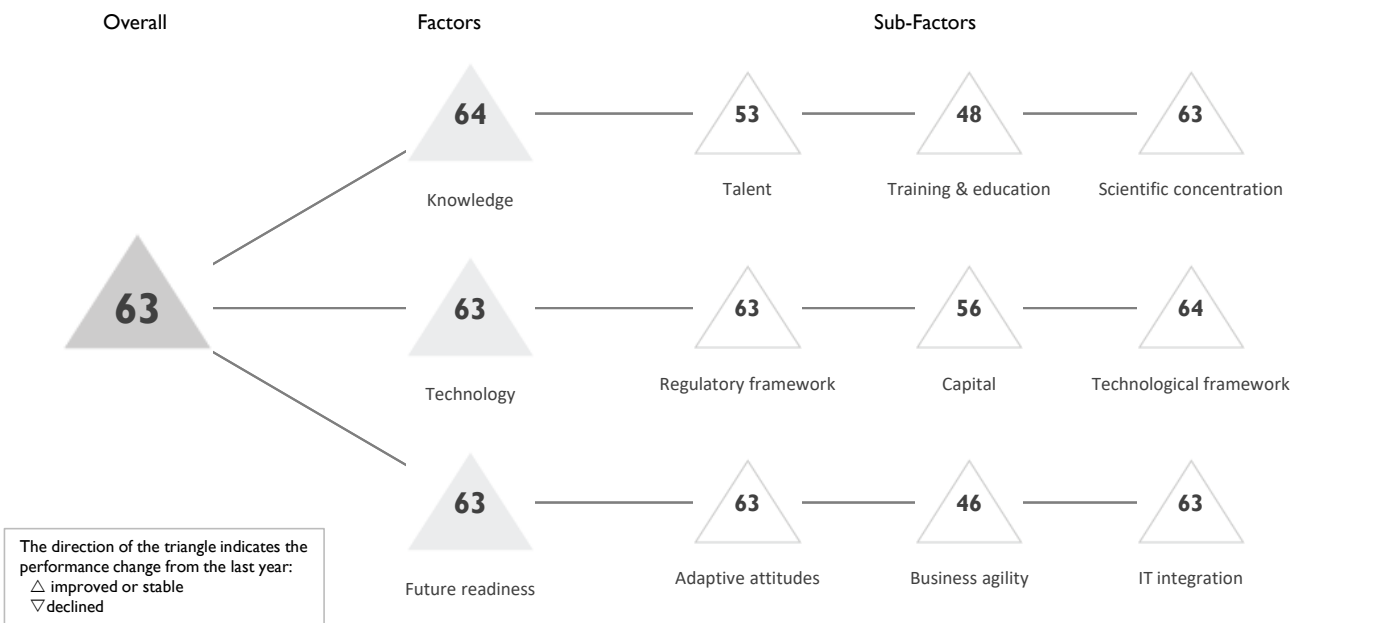 Overall Factors Sub-Factors
64 53 48 63
Knowledge Talent Training & education Scientific concentration
63 63 63 56 64
Technology Regulatory framework Capital Technological framework
63 63 46 63
Future readiness Adaptive attitudes Business agility IT integration
The direction of the triangle indicates the
performance change from the last year:
△ improved or stable
▽ declined